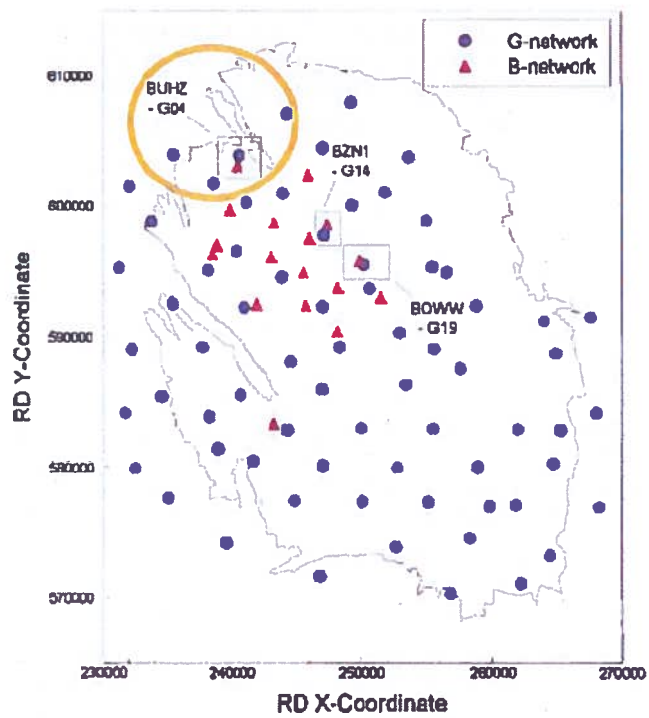 G-network
B-network
610000
BUHZ
- G04
BZN1
- G14
600000
RD Y-Coordinate
590000
BOWW
- G19
580000
570000
230000 240000 250000 260000 270000
RD X-Coordinate